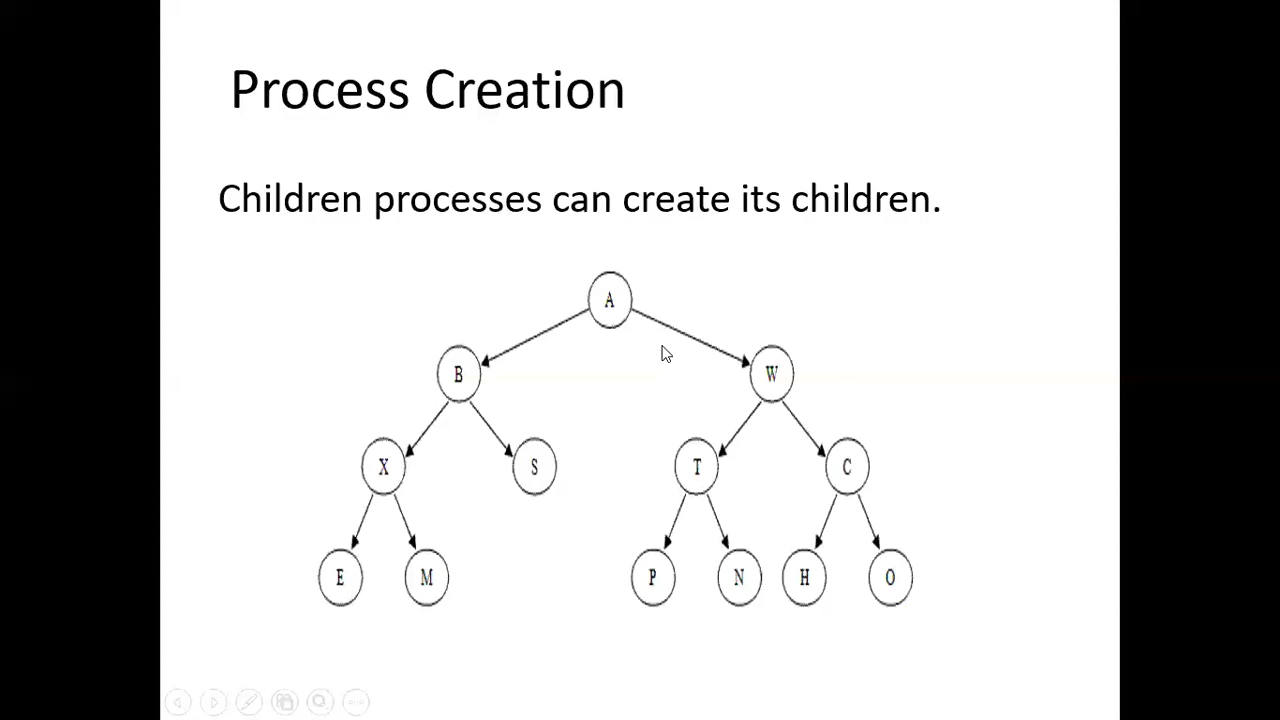 Process Creation
Children processes can create its children.
A
B
W
X
S
T
C
E
M
P
N
H
O